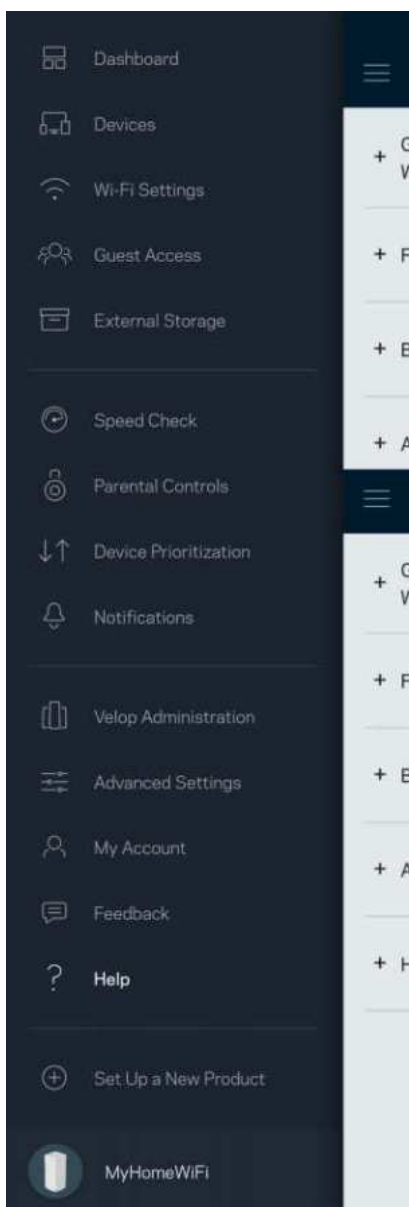 Dashboard
Devices
Wi-Fi Settings
Guest Access
External Storage
Speed Check
Parental Controls
Device Prioritization
Notifications
Velop Administration
Advanced Settings
My Account
Feedback
Help
Set Up a New Product
MyHomeWiFi